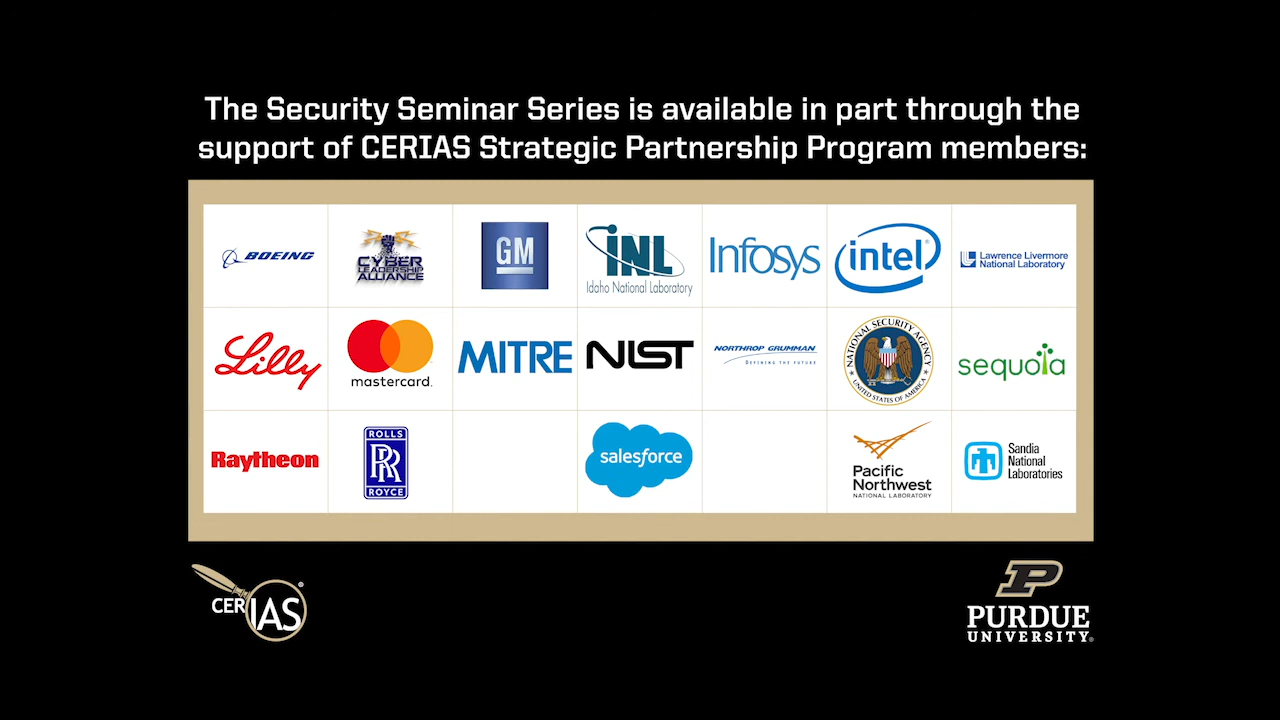 The Security Seminar Series is available in part through the
support of CERIAS Strategic Partnership Program members:
BOEING
CYBER
LEADERSHIP
ALLIANCE
GM
INL
Idaho National Laboratory
Infosys
intel
Lawrence Livermore
National Laboratory
Lilly
mastercard.
MITRE
NIST
NORTHROP GRUMMAN
DEFINING THE FUTURE
NATIONAL SECURITY AGENCY
UNITED STATES OF AMERICA
sequoia
Raytheon
ROLLS
RR
ROYCE
salesforce
Pacific
Northwest
NATIONAL LABORATORY
Sandia
National
Laboratories
CERIAS
P
PURDUE
UNIVERSITY